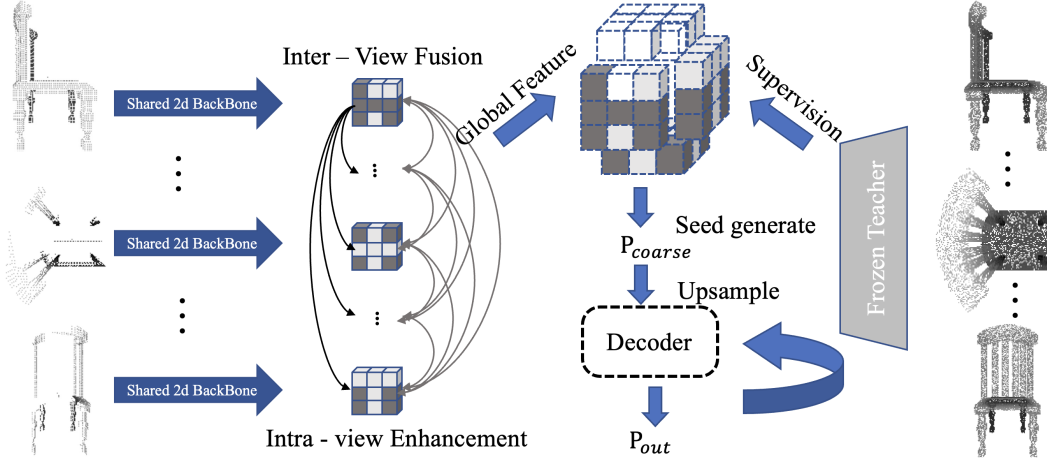 Inter – View Fusion
Shared 2d BackBone
Global Feature
Supervision
Shared 2d BackBone
Frozen Teacher
Seed generate
P_coarse
Upsample
Decoder
Shared 2d BackBone
Intra - view Enhancement
P_out